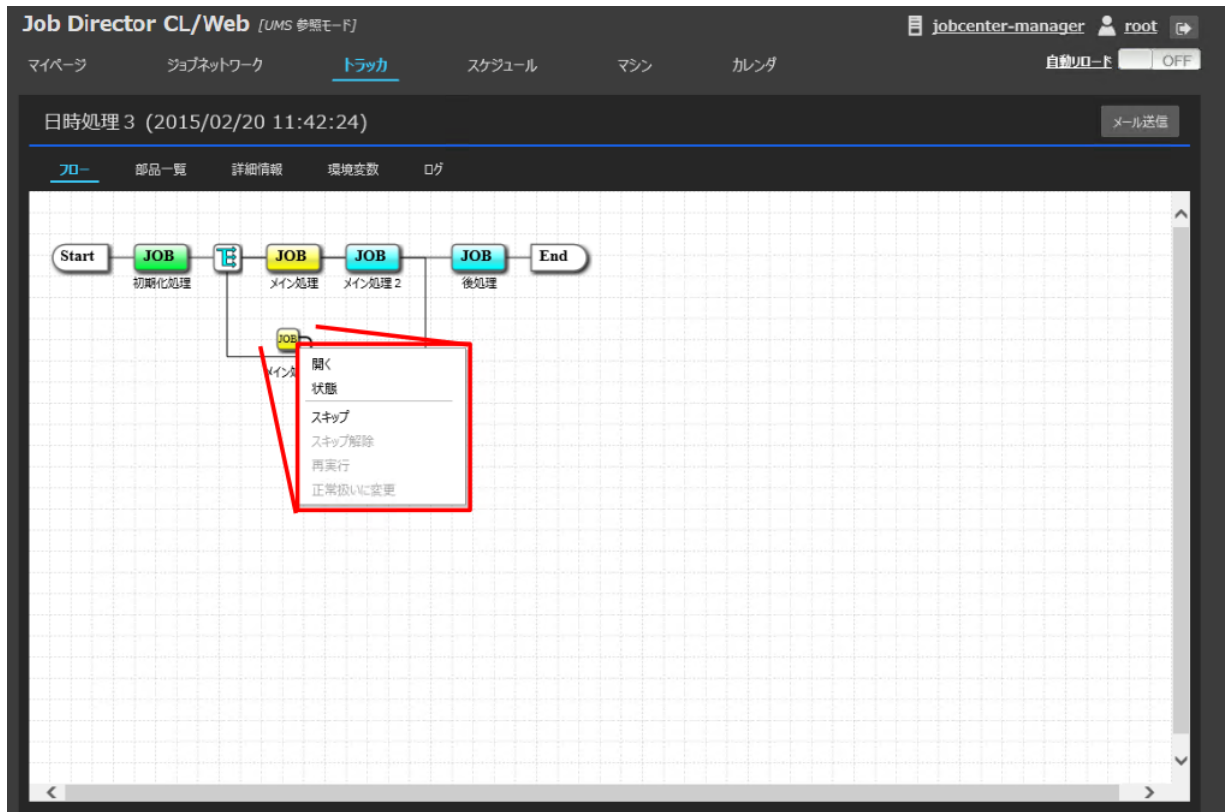 Job Director CL/Web [UMS 参照モード] jobcenter-manager root
マイページ ジョブネットワーク トラッカ スケジュール マシン カレンダ 自動リロード OFF
日時処理3 (2015/02/20 11:42:24) メール送信
フロー 部品一覧 詳細情報 環境変数 ログ
Start JOB JOB JOB JOB End
初期化処理 メイン処理 メイン処理2 後処理
JOB
メイン
開く
状態
スキップ
スキップ解除
再実行
正常扱いに変更